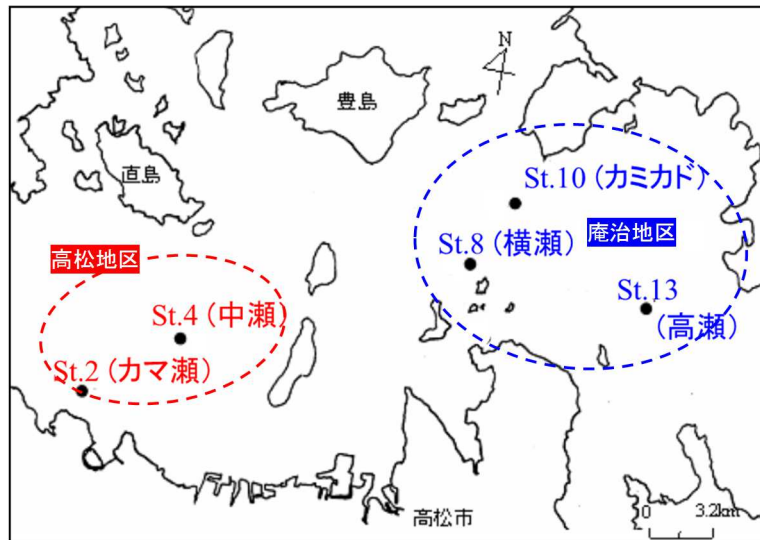 N
豊島
直島
St.10 (カミカド)
庵治地区
St.8 (横瀬)
高松地区
St.13
(高瀬)
St.4 (中瀬)
St.2 (カマ瀬)
高松市
0 3.2km